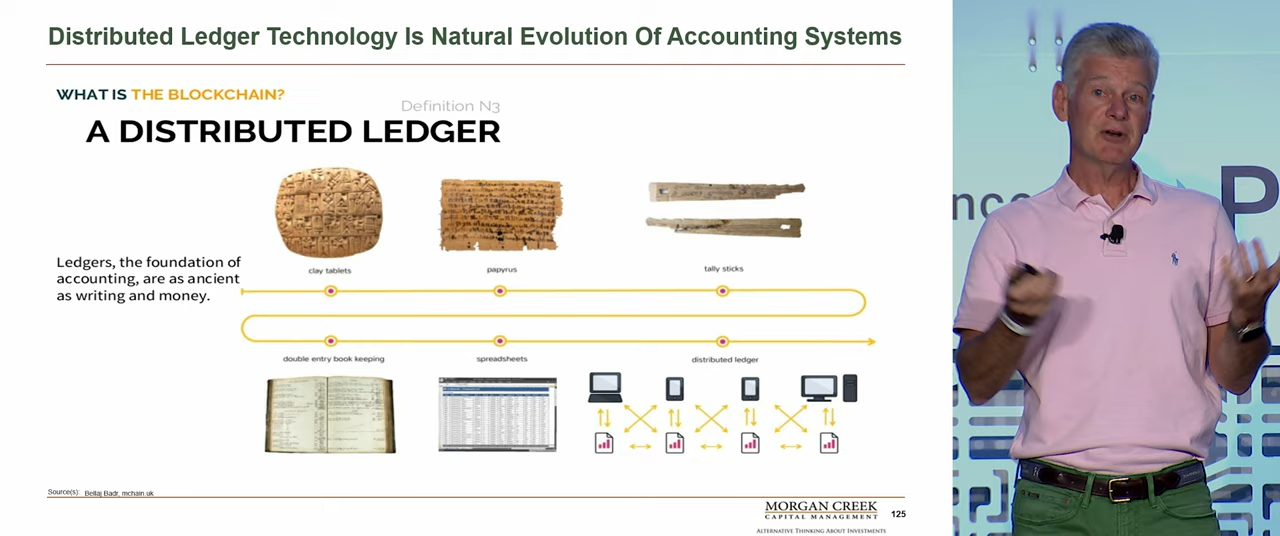 Distributed Ledger Technology Is Natural Evolution Of Accounting Systems
WHAT IS THE BLOCKCHAIN?
Definition N3
A DISTRIBUTED LEDGER
Ledgers, the foundation of
accounting, are as ancient
as writing and money.
clay tablets
papyrus
tally sticks
double entry book keeping
spreadsheets
distributed ledger
Source(s): Bellaj Badr, mchain.uk
MORGAN CREEK
CAPITAL MANAGEMENT
ALTERNATIVE THINKING ABOUT INVESTMENTS
125
P